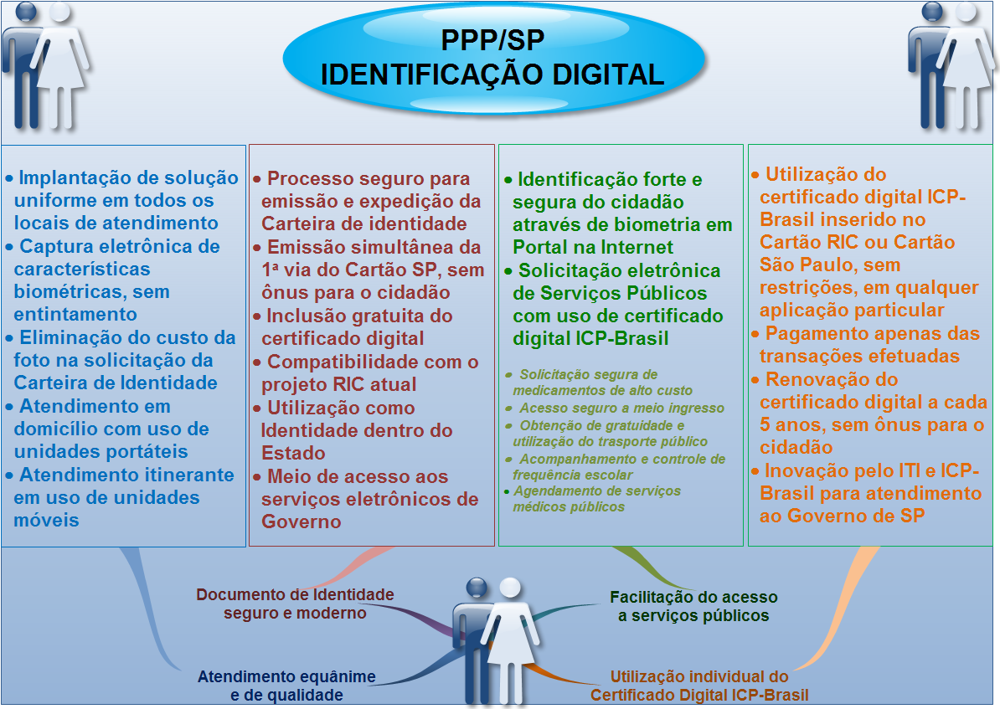 PPP/SP
IDENTIFICAÇÃO DIGITAL
• Implantação de solução
uniforme em todos os
locais de atendimento
• Captura eletrônica de
características
biométricas, sem
entintamento
• Eliminação do custo da
foto na solicitação da
Carteira de Identidade
• Atendimento em
domicílio com uso de
unidades portáteis
• Atendimento itinerante
em uso de unidades
móveis
• Processo seguro para
emissão e expedição da
Carteira de identidade
• Emissão simultânea da
1ª via do Cartão SP, sem
ônus para o cidadão
• Inclusão gratuita do
certificado digital
• Compatibilidade com o
projeto RIC atual
• Utilização como
Identidade dentro do
Estado
• Meio de acesso aos
serviços eletrônicos de
Governo
• Identificação forte e
segura do cidadão
através de biometria em
Portal na Internet
• Solicitação eletrônica
de Serviços Públicos
com uso de certificado
digital ICP-Brasil
• Solicitação segura de
medicamentos de alto custo
• Acesso seguro a meio ingresso
• Obtenção de gratuidade e
utilização do trasporte público
• Acompanhamento e controle de
frequência escolar
• Agendamento de serviços
médicos públicos
• Utilização do
certificado digital ICP-
Brasil inserido no
Cartão RIC ou Cartão
São Paulo, sem
restrições, em qualquer
aplicação particular
• Pagamento apenas das
transações efetuadas
• Renovação do
certificado digital a cada
5 anos, sem ônus para o
cidadão
• Inovação pelo ITI e ICP-
Brasil para atendimento
ao Governo de SP
Documento de Identidade
seguro e moderno
Facilitação do acesso
a serviços públicos
Atendimento equânime
e de qualidade
Utilização individual do
Certificado Digital ICP-Brasil